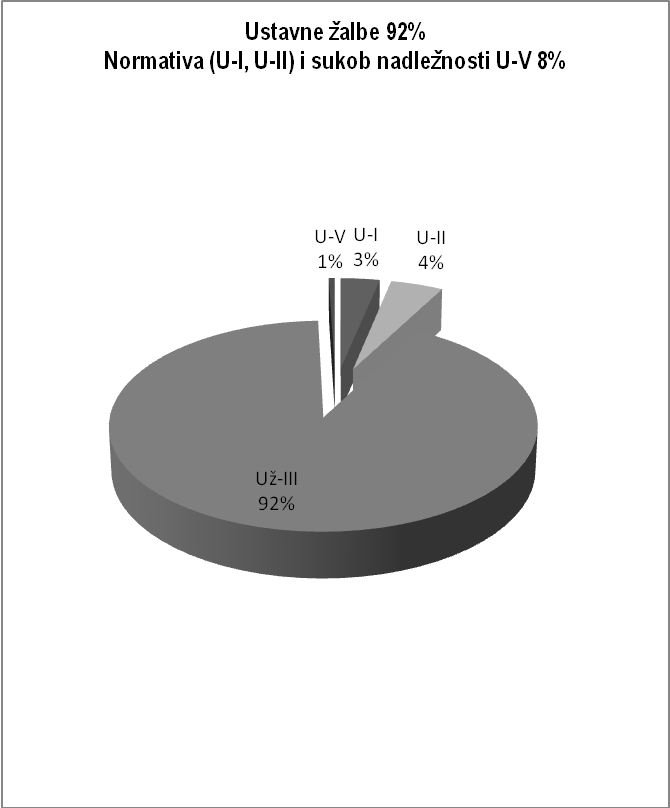 Ustavne žalbe 92%
Normativa (U-I, U-II) i sukob nadležnosti U-V 8%
U-V
1%
U-I
3%
U-II
4%
Už-III
92%